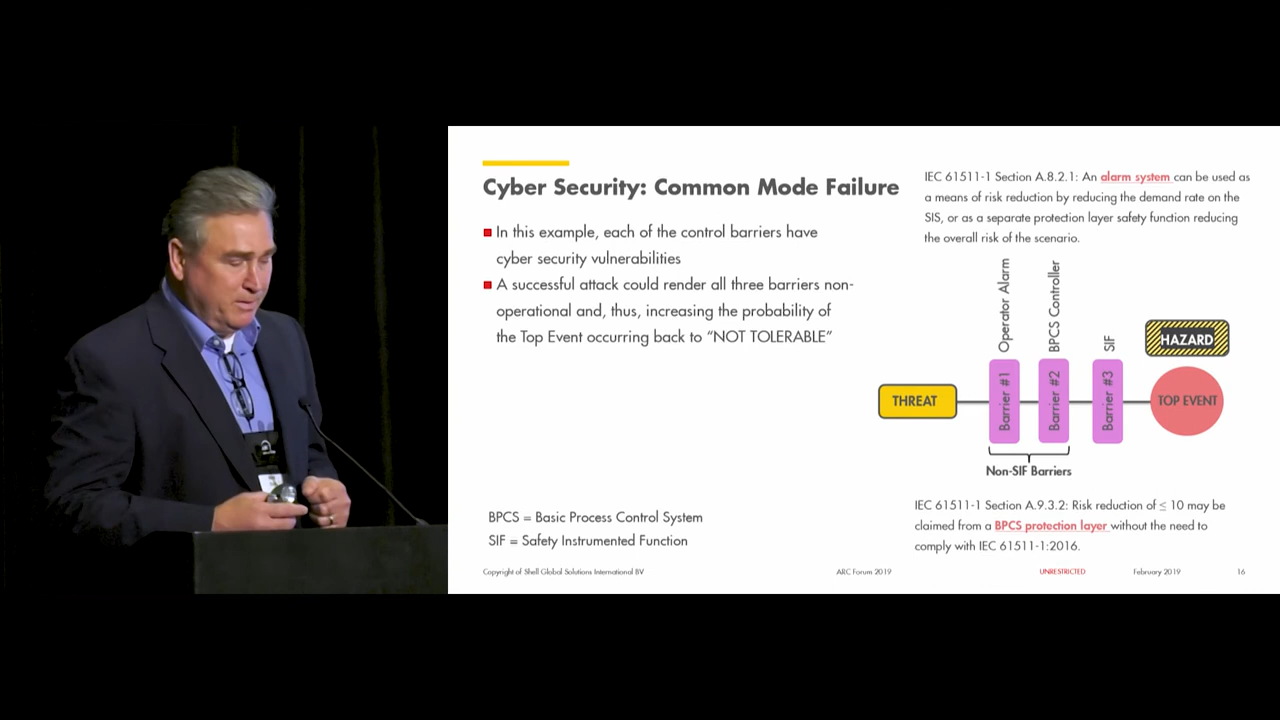 Cyber Security: Common Mode Failure
In this example, each of the control barriers have
cyber security vulnerabilities
A successful attack could render all three barriers non-
operational and, thus, increasing the probability of
the Top Event occurring back to “NOT TOLERABLE”
BPCS = Basic Process Control System
SIF = Safety Instrumented Function
IEC 61511-1 Section A.8.2.1: An alarm system can be used as
a means of risk reduction by reducing the demand rate on the
SIS, or as a separate protection layer safety function reducing
the overall risk of the scenario.
Operator Alarm
BPCS Controller
SIF
HAZARD
THREAT
Barrier #1
Barrier #2
Barrier #3
TOP EVENT
Non-SIF Barriers
IEC 61511-1 Section A.9.3.2: Risk reduction of ≤ 10 may be
claimed from a BPCS protection layer without the need to
comply with IEC 61511-1:2016.
Copyright of Shell Global Solutions International BV
ARC Forum 2019
UNRESTRICTED
February 2019
16